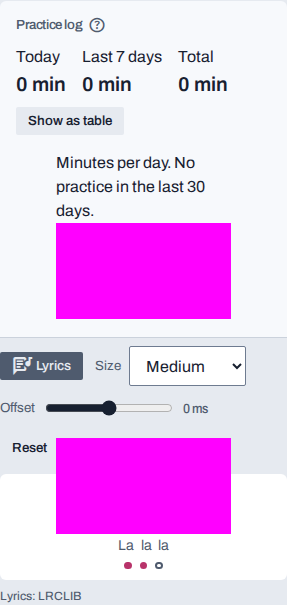 Practice log ?
Today Last 7 days Total
0 min 0 min 0 min
Show as table
Minutes per day. No
practice in the last 30
days.
Lyrics Size Medium
Offset 0 ms
Reset
La la la
Lyrics: LRCLIB